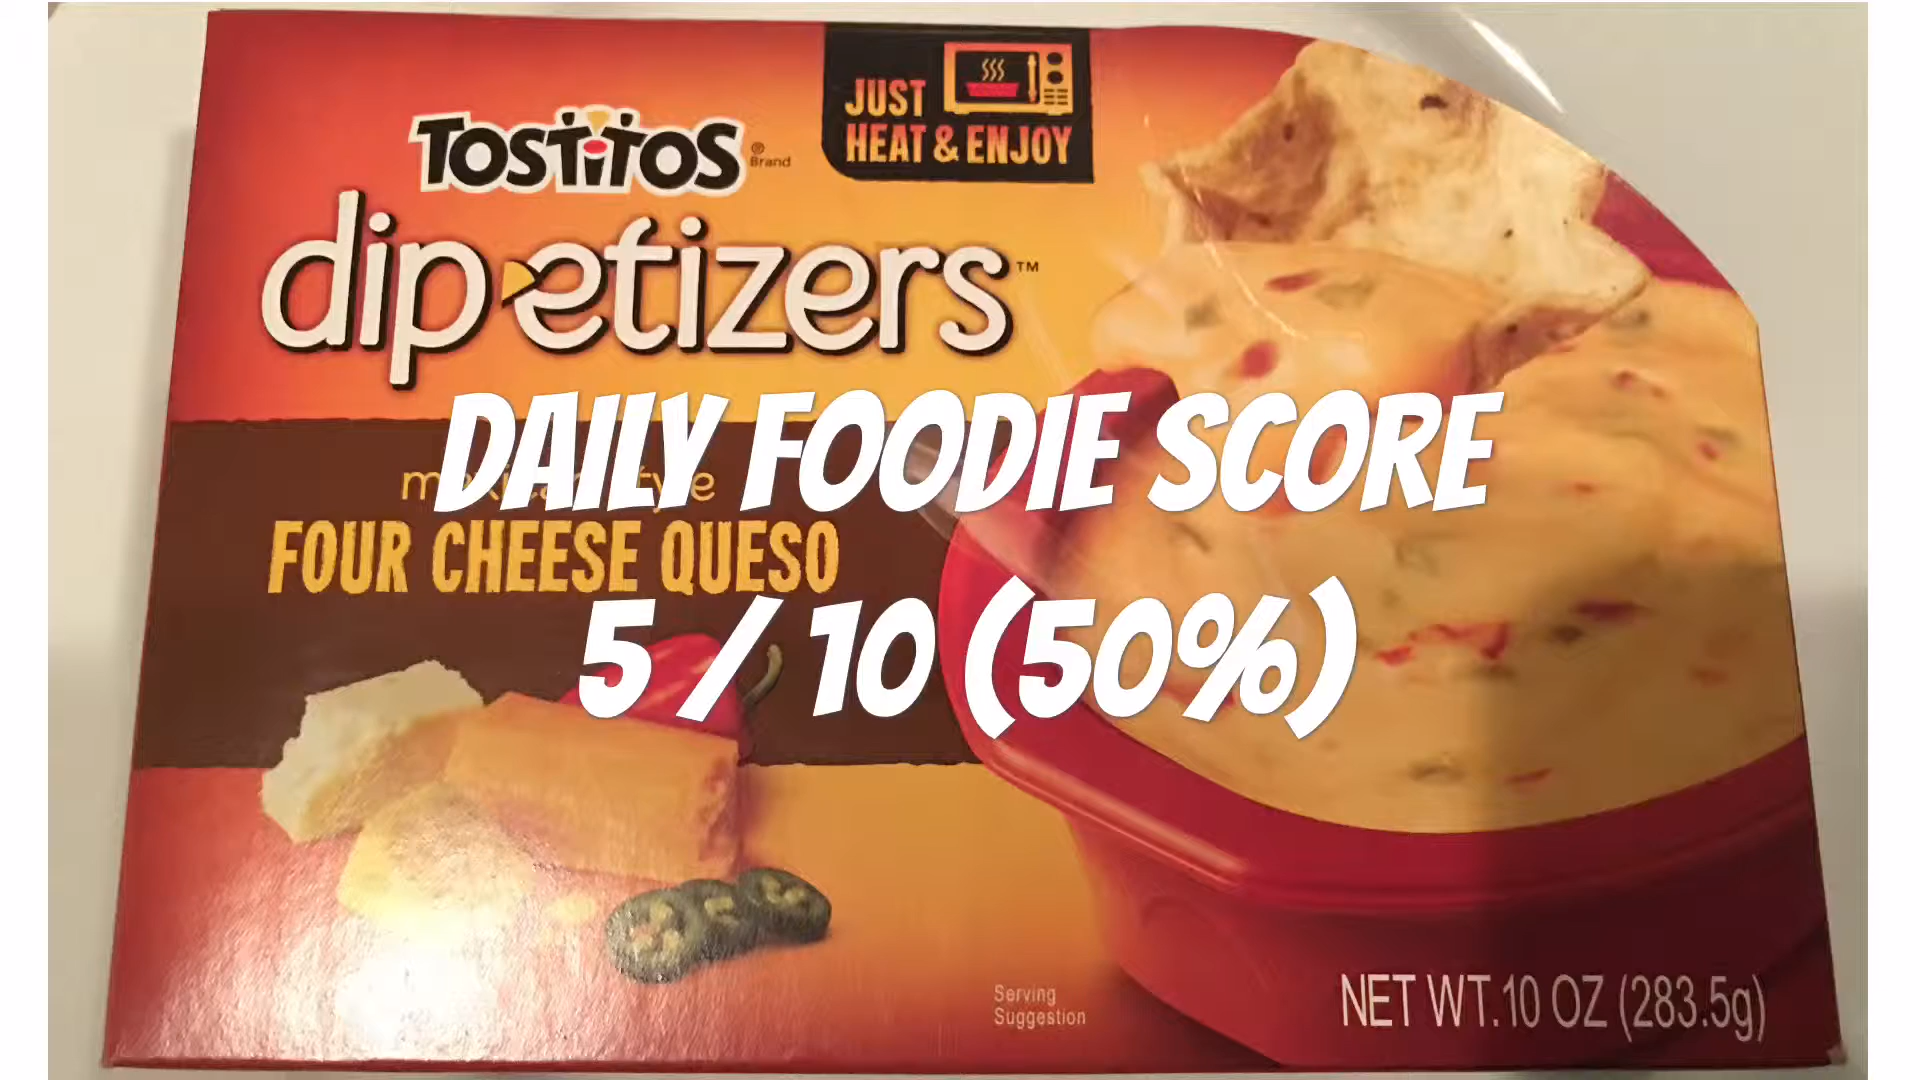 JUST
HEAT & ENJOY
TOSTITOS® Brand
dip·etizers™
DAILY FOODIE SCORE
FOUR CHEESE QUESO
5 / 10 (50%)
Serving
Suggestion
NET WT.10 OZ (283.5g)